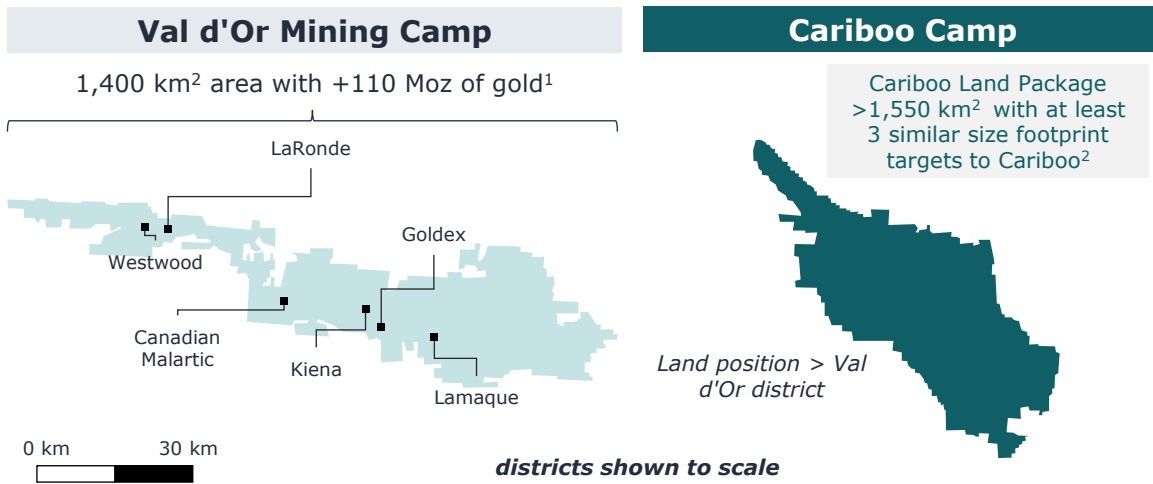 Val d'Or Mining Camp
1,400 km² area with +110 Moz of gold¹
LaRonde
Westwood
Goldex
Canadian
Malartic
Kiena
Lamaque
0 km
30 km
Cariboo Camp
Cariboo Land Package
>1,550 km² with at least
3 similar size footprint
targets to Cariboo²
Land position > Val
d'Or district
districts shown to scale